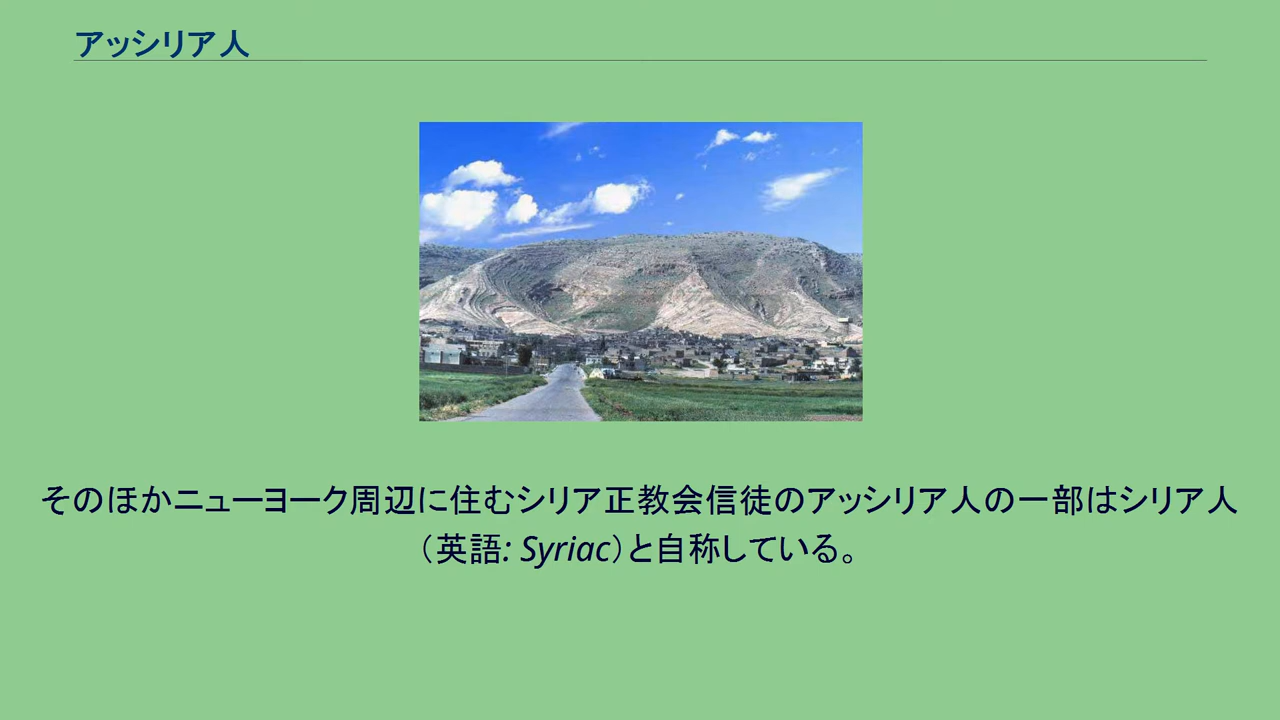 アッシリア人
そのほかニューヨーク周辺に住むシリア正教会信徒のアッシリア人の一部はシリア人
（英語: Syriac）と自称している。